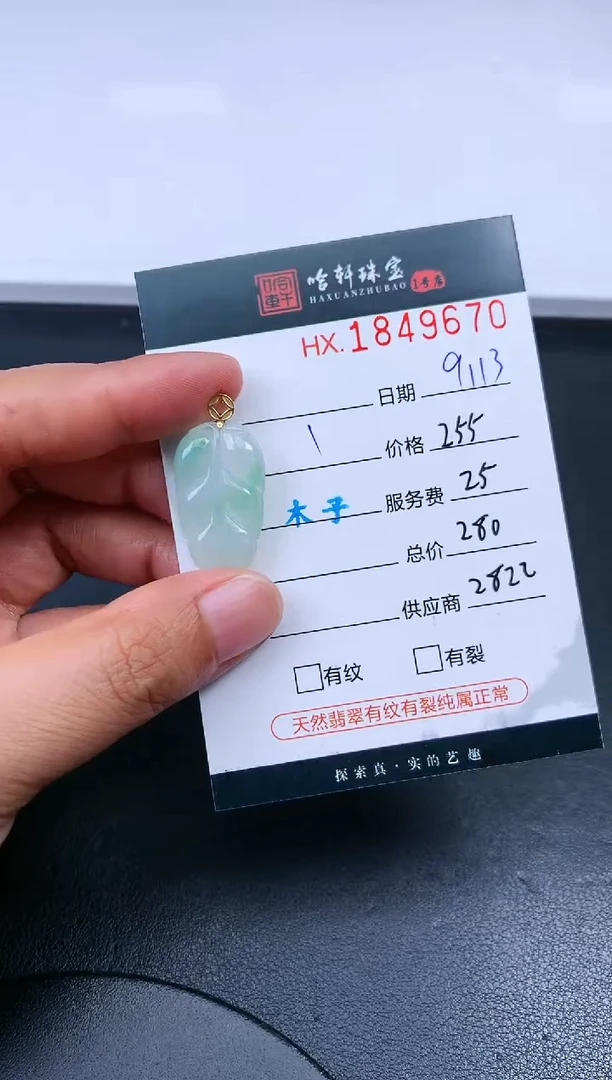 哈轩珠宝
HAXUANZHUBAO 1号店
HX.1849670
日期 9113
1 价格 255
木子 服务费 25
总价 280
供应商 2822
有纹 有裂
天然翡翠有纹有裂纯属正常
探索真·实的艺趣